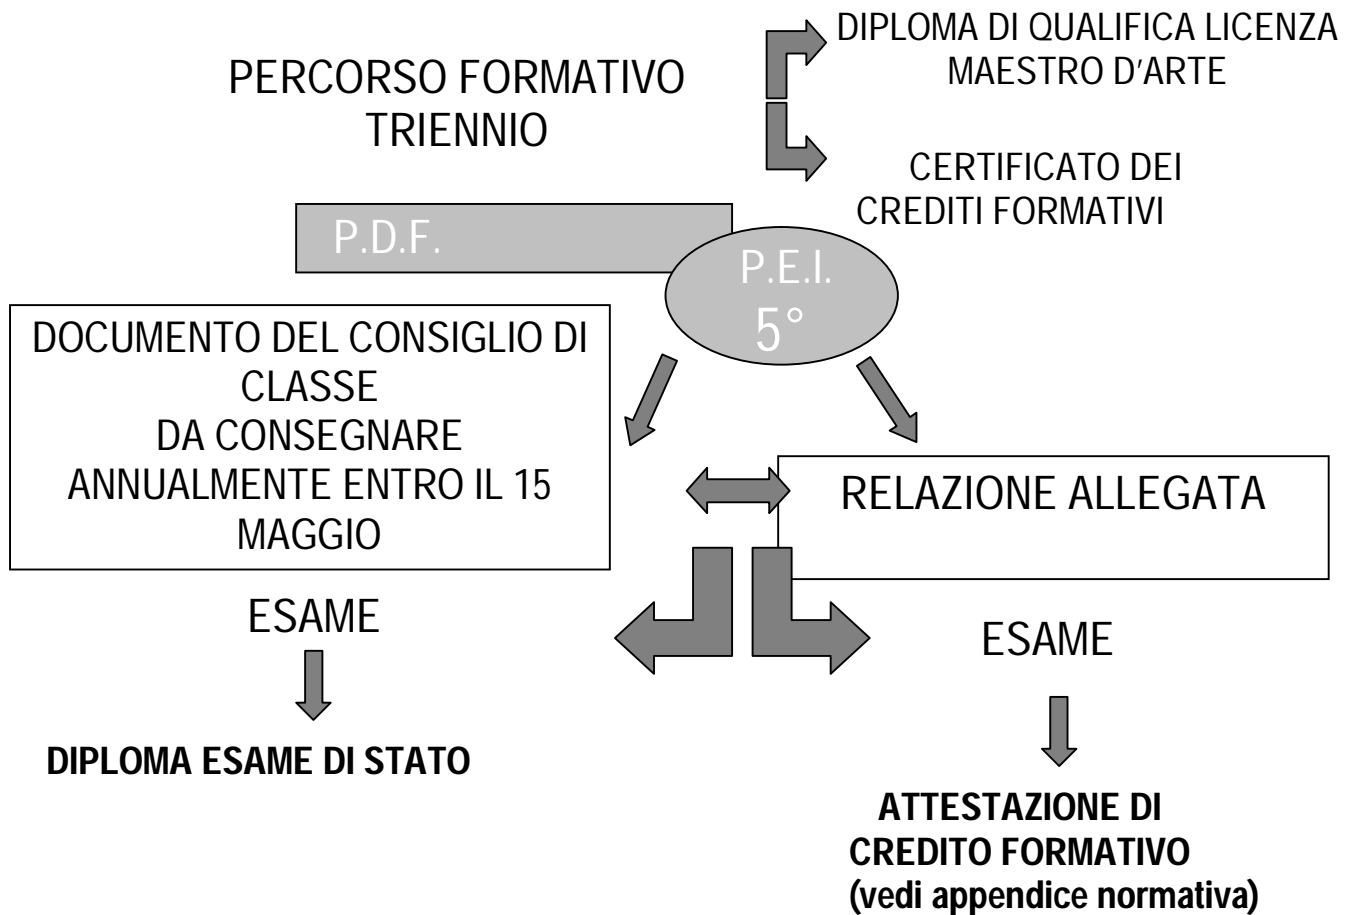 PERCORSO FORMATIVO
TRIENNIO
DIPLOMA DI QUALIFICA LICENZA
MAESTRO D'ARTE
CERTIFICATO DEI
CREDITI FORMATIVI
P.D.F.
P.E.I.
5°
DOCUMENTO DEL CONSIGLIO DI
CLASSE
DA CONSEGNARE
ANNUALMENTE ENTRO IL 15
MAGGIO
RELAZIONE ALLEGATA
ESAME
DIPLOMA ESAME DI STATO
ESAME
ATTESTAZIONE DI
CREDITO FORMATIVO
(vedi appendice normativa)